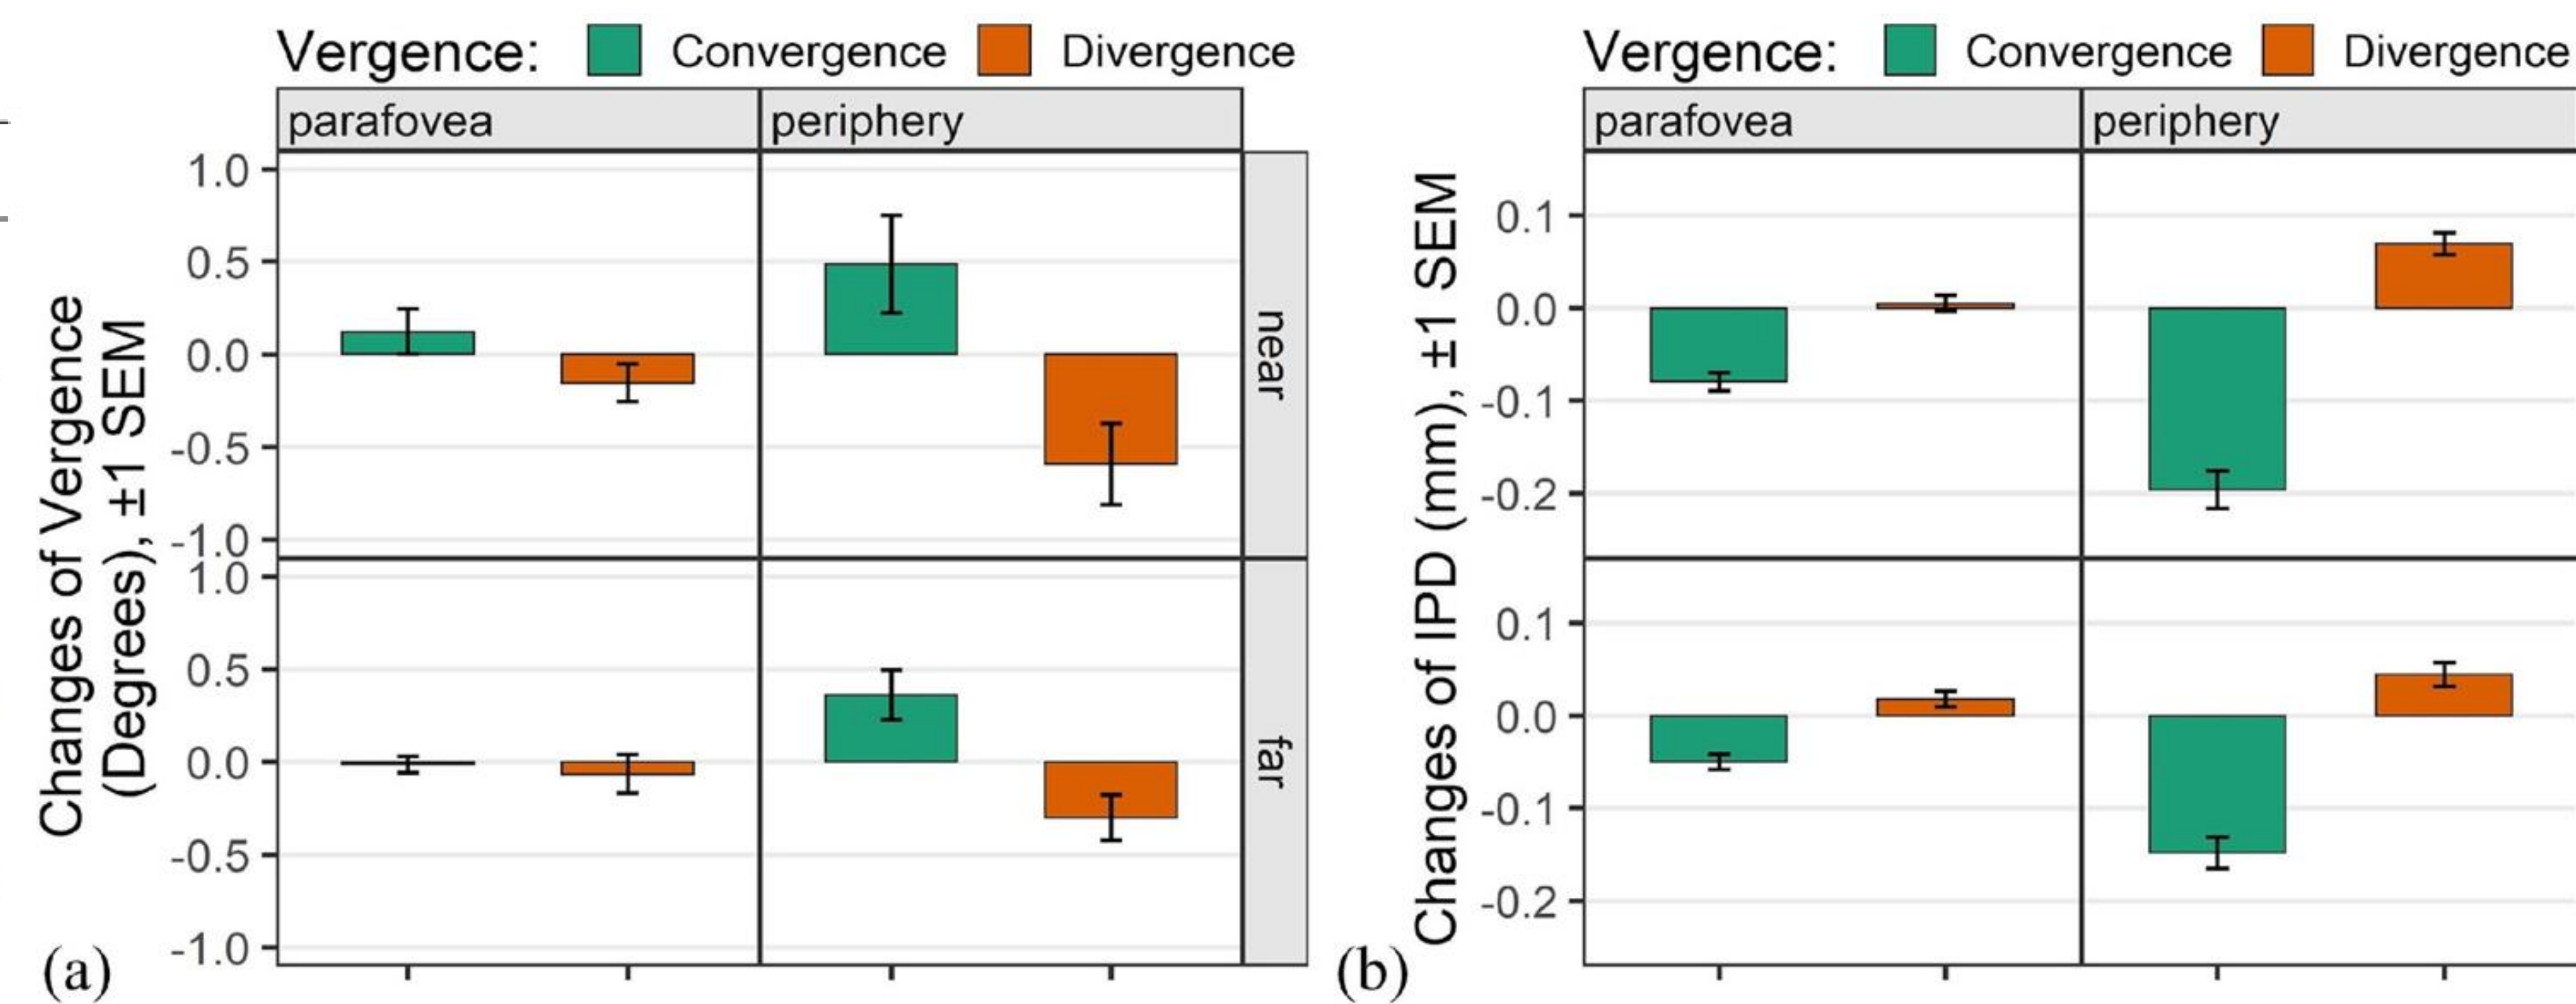 Vergence: Convergence Divergence
parafovea periphery
1.0
0.5
0.0
-0.5
-1.0
near
1.0
0.5
0.0
-0.5
-1.0
far
Changes of Vergence
(Degrees), ±1 SEM
(a)
Vergence: Convergence Divergence
parafovea periphery
0.1
0.0
-0.1
-0.2
0.1
0.0
-0.1
-0.2
Changes of IPD (mm), ±1 SEM
(b)